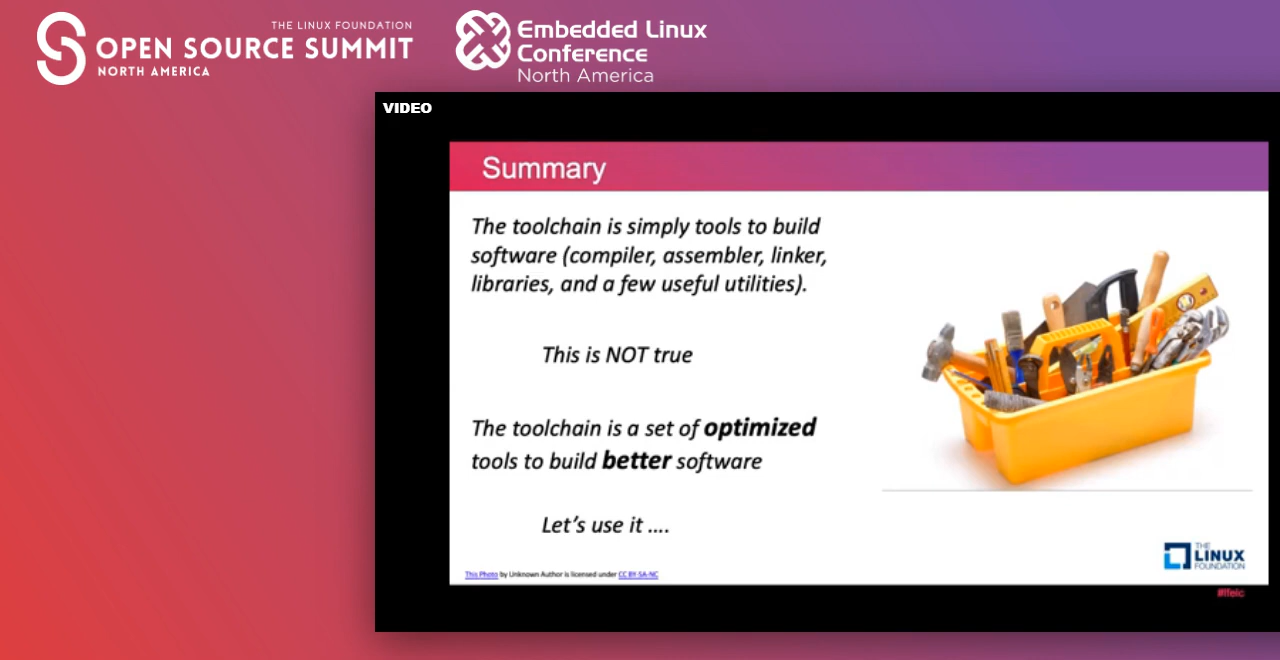 THE LINUX FOUNDATION
OPEN SOURCE SUMMIT
NORTH AMERICA
Embedded Linux
Conference
North America
VIDEO
Summary
The toolchain is simply tools to build
software (compiler, assembler, linker,
libraries, and a few useful utilities).
This is NOT true
The toolchain is a set of optimized
tools to build better software
Let's use it ....
THE
LINUX
FOUNDATION
This Photo by Unknown Author is licensed under CC BY-SA-NC
#lfelc